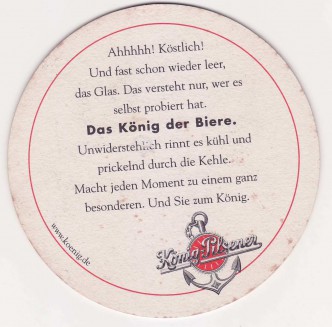 Ahhhhh! Köstlich!
Und fast schon wieder leer,
das Glas. Das versteht nur, wer es
selbst probiert hat.
Das König der Biere.
Unwiderstehlich rinnt es kühl und
prickelnd durch die Kehle.
Macht jeden Moment zu einem ganz
besonderen. Und Sie zum König.
www.koenig.de
König-Pilsener